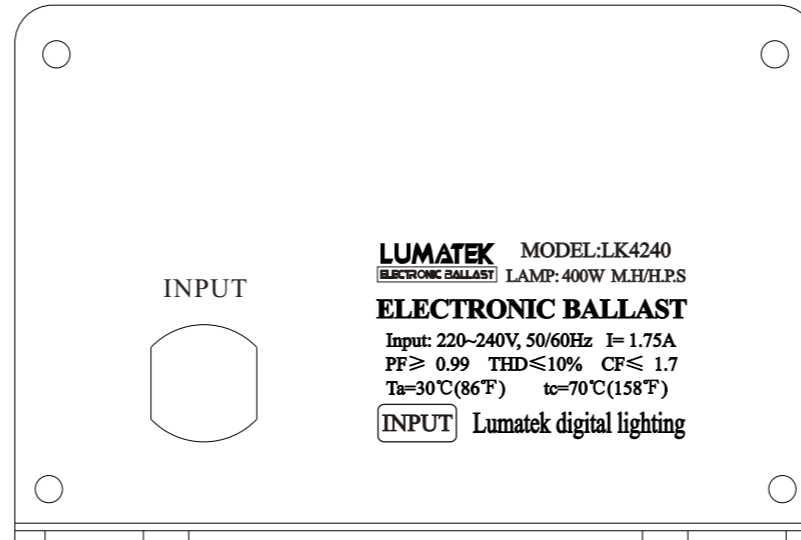 INPUT
LUMATEK MODEL:LK4240
ELECTRONIC BALLAST LAMP: 400W M.H/H.P.S
ELECTRONIC BALLAST
Input: 220~240V, 50/60Hz I= 1.75A
PF≥ 0.99 THD≤10% CF≤ 1.7
Ta=30℃(86℉) tc=70℃(158℉)
INPUT Lumatek digital lighting